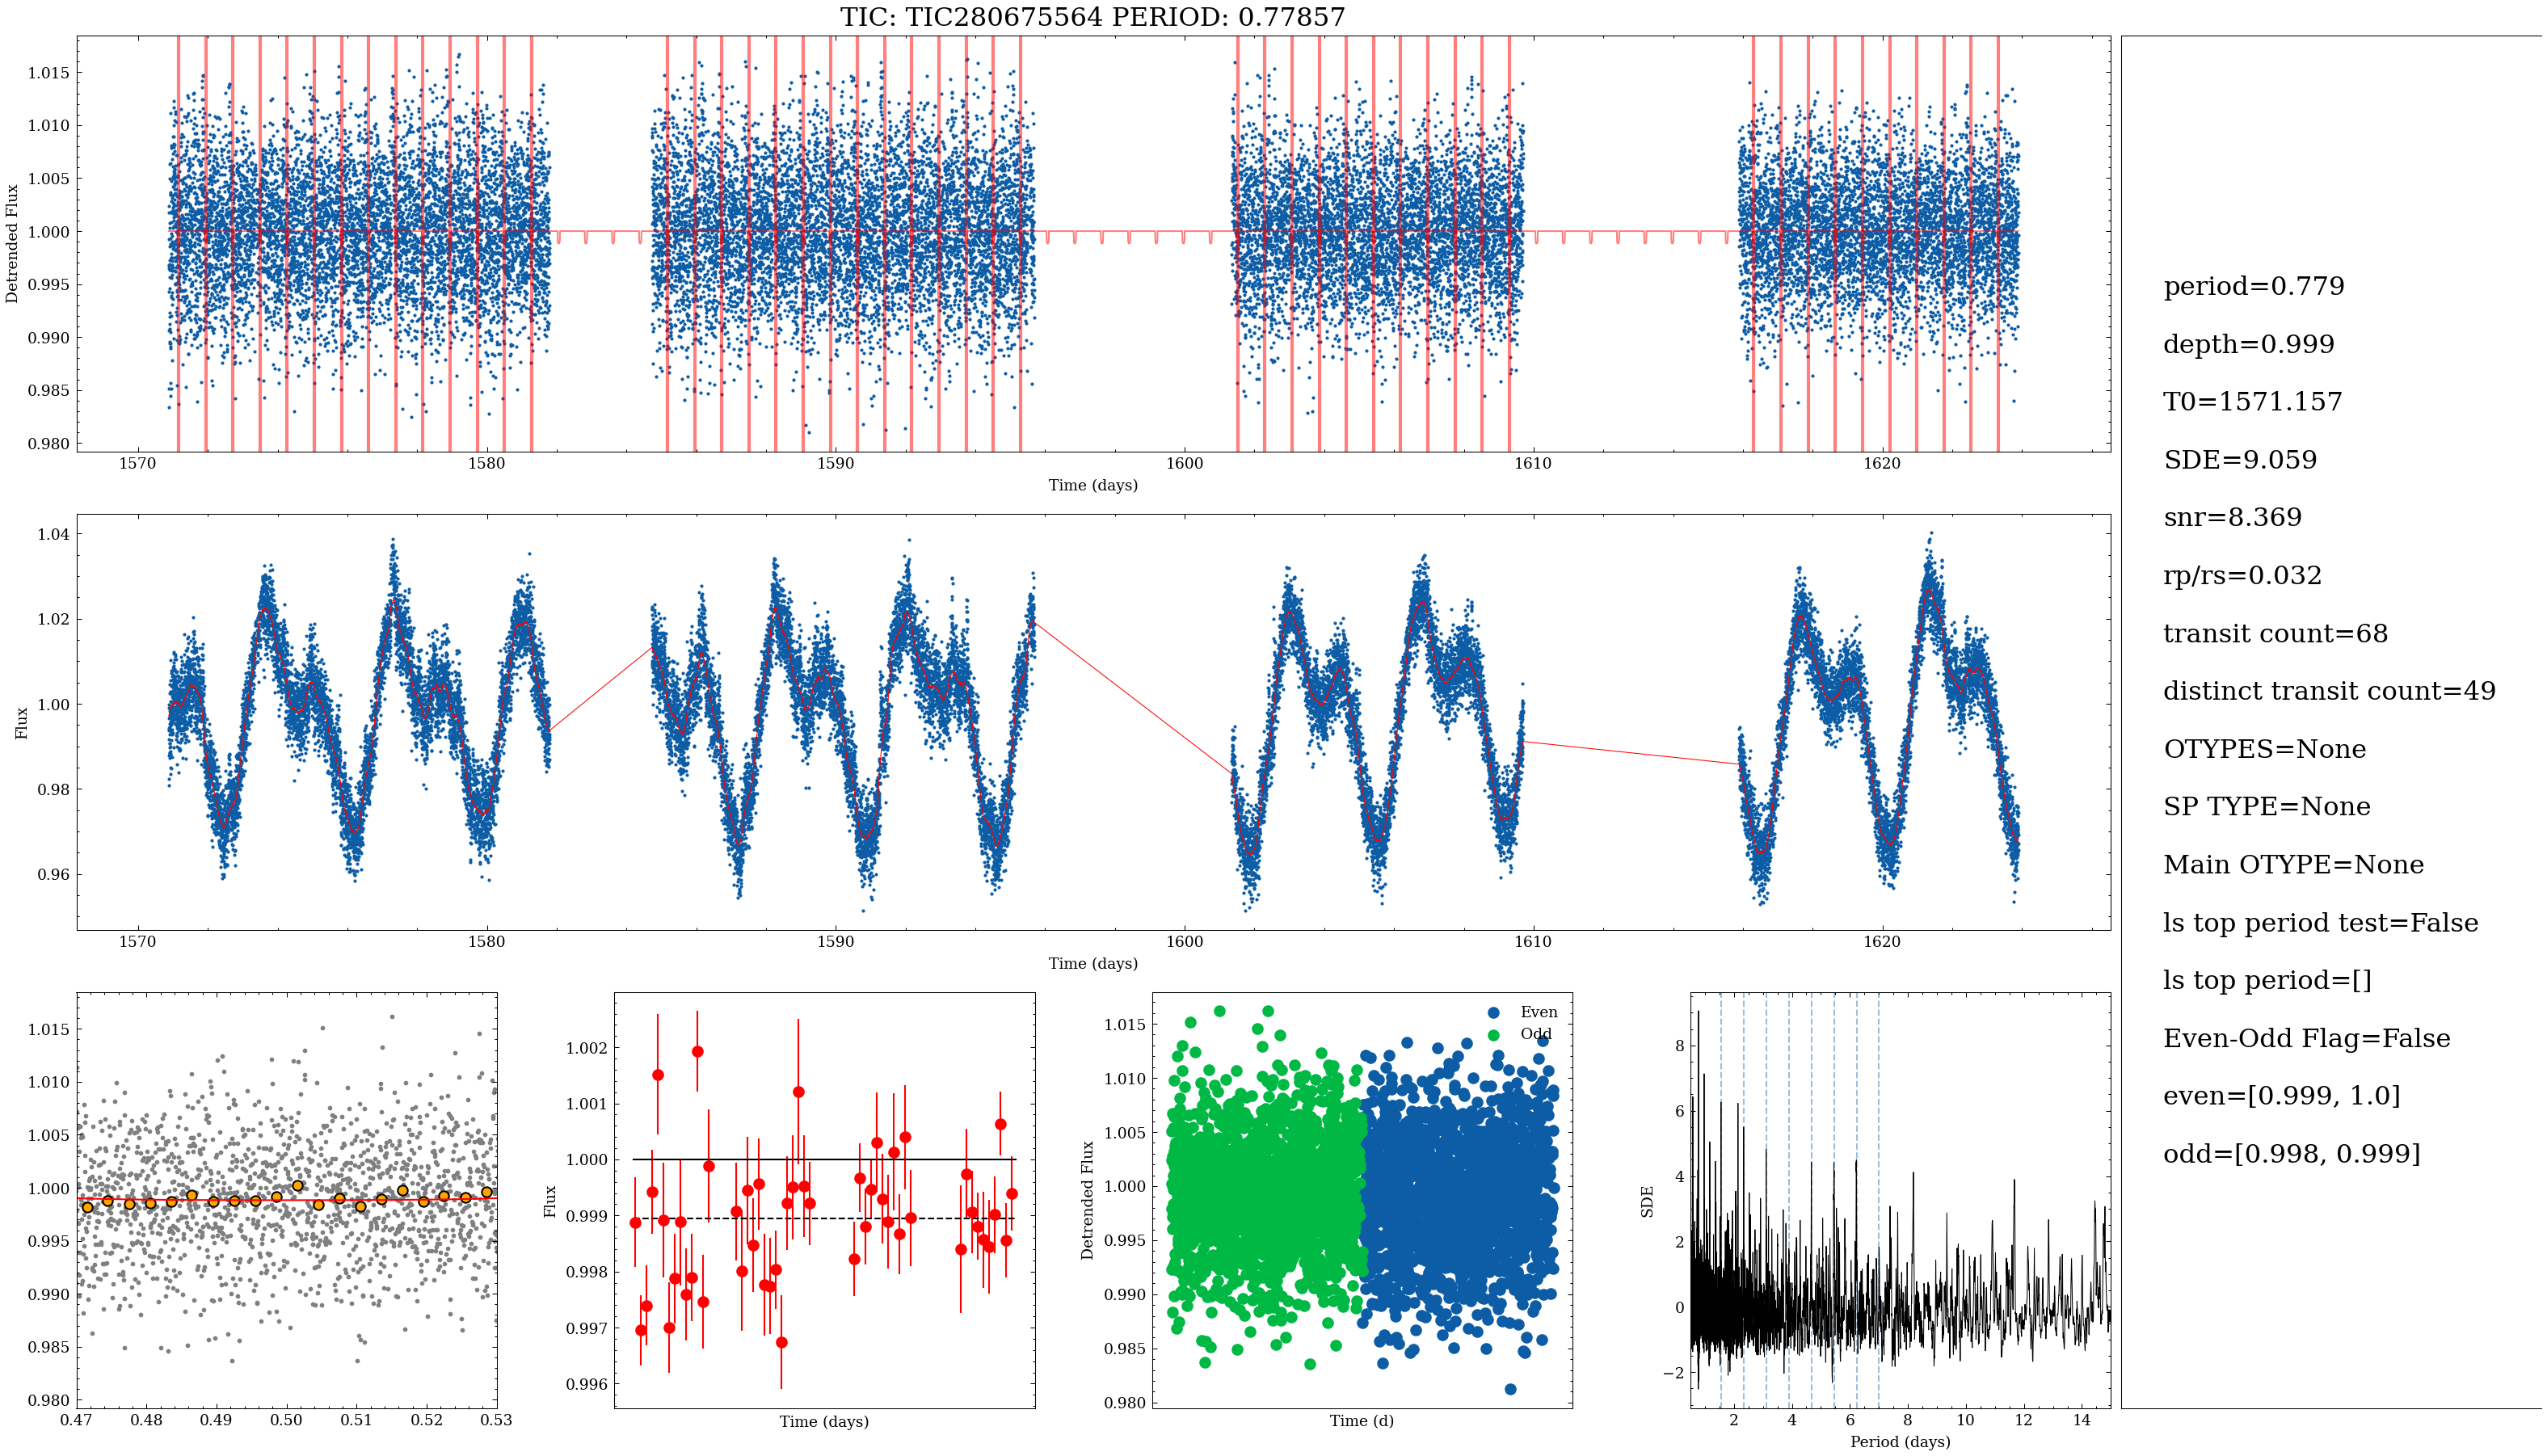 TIC: TIC280675564 PERIOD: 0.77857
Detrended Flux
1.015
1.010
1.005
1.000
0.995
0.990
0.985
0.980
1570 1580 1590 1600 1610 1620
Time (days)
Flux
1.04
1.02
1.00
0.98
0.96
1570 1580 1590 1600 1610 1620
Time (days)
1.015
1.010
1.005
1.000
0.995
0.990
0.985
0.980
0.47 0.48 0.49 0.50 0.51 0.52 0.53
Flux
1.002
1.001
1.000
0.999
0.998
0.997
0.996
Time (days)
Detrended Flux
1.015
1.010
1.005
1.000
0.995
0.990
0.985
0.980
Even
Odd
Time (d)
SDE
8
6
4
2
0
−2
2 4 6 8 10 12 14
Period (days)
period=0.779
depth=0.999
T0=1571.157
SDE=9.059
snr=8.369
rp/rs=0.032
transit count=68
distinct transit count=49
OTYPES=None
SP TYPE=None
Main OTYPE=None
ls top period test=False
ls top period=[]
Even-Odd Flag=False
even=[0.999, 1.0]
odd=[0.998, 0.999]